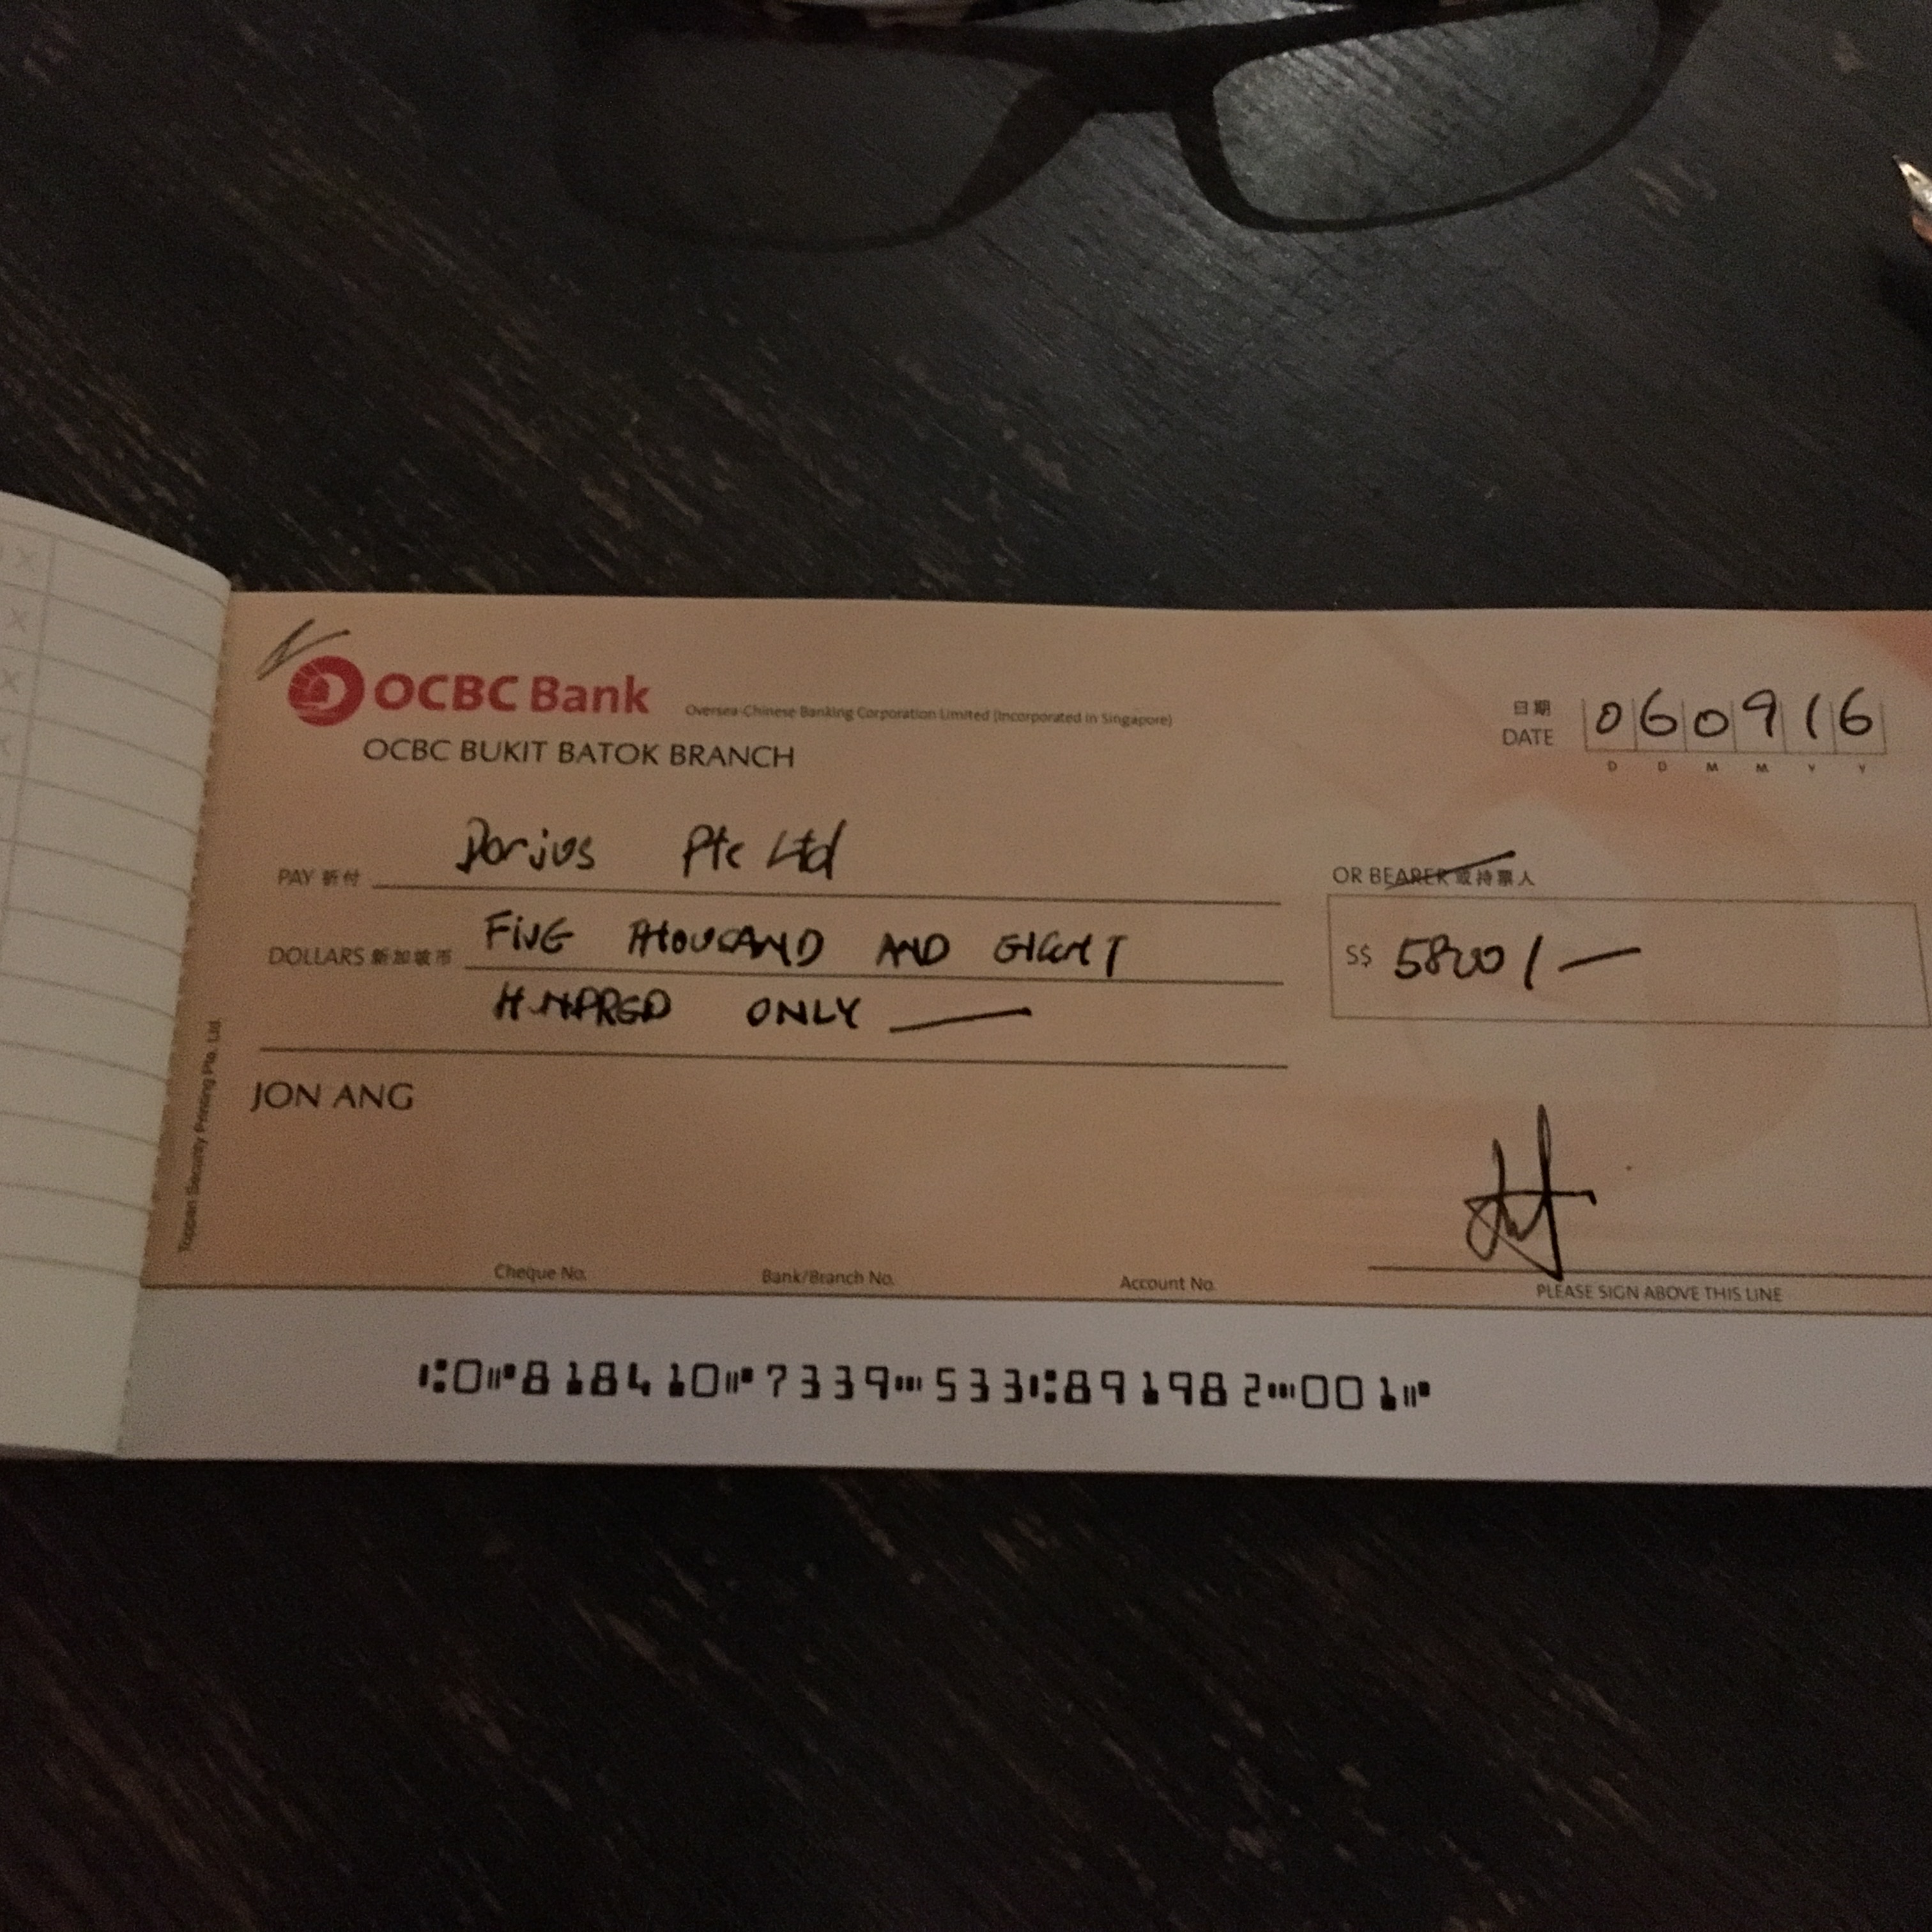 OCBC Bank Oversea-Chinese Banking Corporation Limited (Incorporated in Singapore)
OCBC BUKIT BATOK BRANCH
日期
DATE 060916
D D M M Y Y
PAY 祈付 Darius Pte Ltd
OR BEARER 或持票人
DOLLARS 新加坡币 FIVE THOUSAND AND EIGHT
HUNDRED ONLY
S$ 5800/—
JON ANG
Toppan Security Printing Pte. Ltd.
Cheque No. Bank/Branch No. Account No.
PLEASE SIGN ABOVE THIS LINE
⑆0⑈818410⑈7339⑉533⑆891982⑉001⑈
X
X
X
X